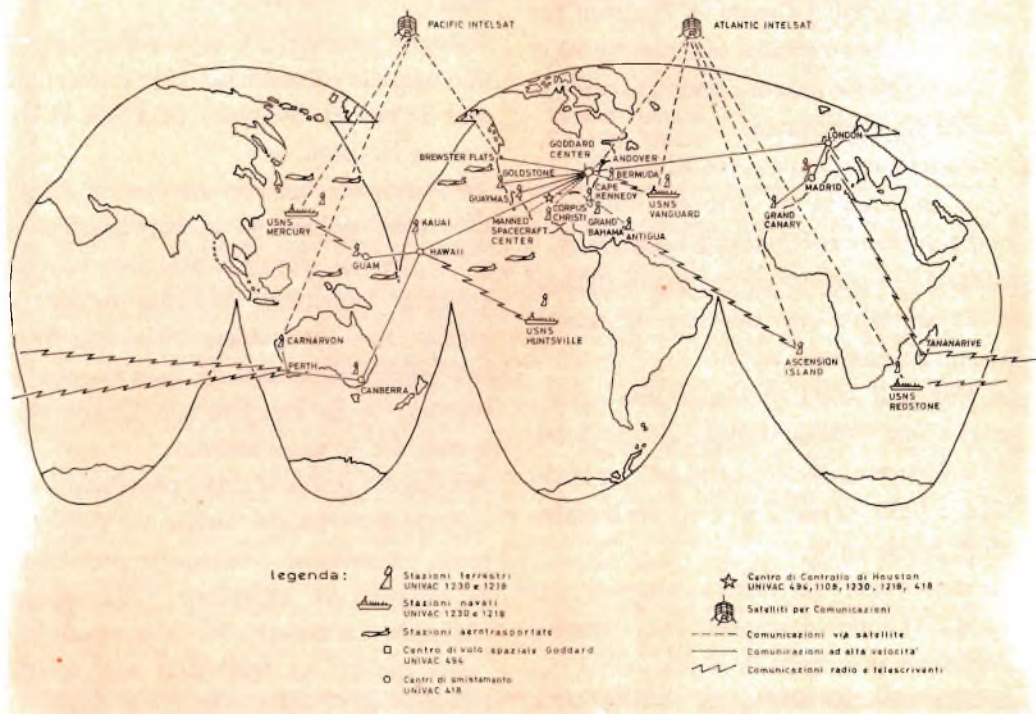 PACIFIC INTELSAT
ATLANTIC INTELSAT
GODDARD
CENTER
ANDOVER
LONDON
BREWSTER FLATS
GOLDSTONE
BERMUDA
CAPE
KENNEDY
MADRID
GUAYMAS
USNS
VANGUARD
GRAND
CANARY
USNS
MERCURY
KAUAI
MANNED
SPACECRAFT
CENTER
CORPUS
CHRISTI
GRAND
BAHAMA
ANTIGUA
GUAM
HAWAII
USNS
HUNTSVILLE
CARNARVON
PERTH
CANBERRA
ASCENSION
ISLAND
TANANARIVE
USNS
REDSTONE
legenda:
Stazioni terrestri
UNIVAC 1230 e 1218
Stazioni navali
UNIVAC 1230 e 1218
Stazioni aerotrasportate
Centro di volo spaziale Goddard
UNIVAC 494
Centri di smistamento
UNIVAC 418
Centro di Controllo di Houston
UNIVAC 494, 1108, 1230, 1218, 418
Satelliti per Comunicazioni
Comunicazioni via satellite
Comunicazioni ad alta velocità
Comunicazioni radio e telescriventi